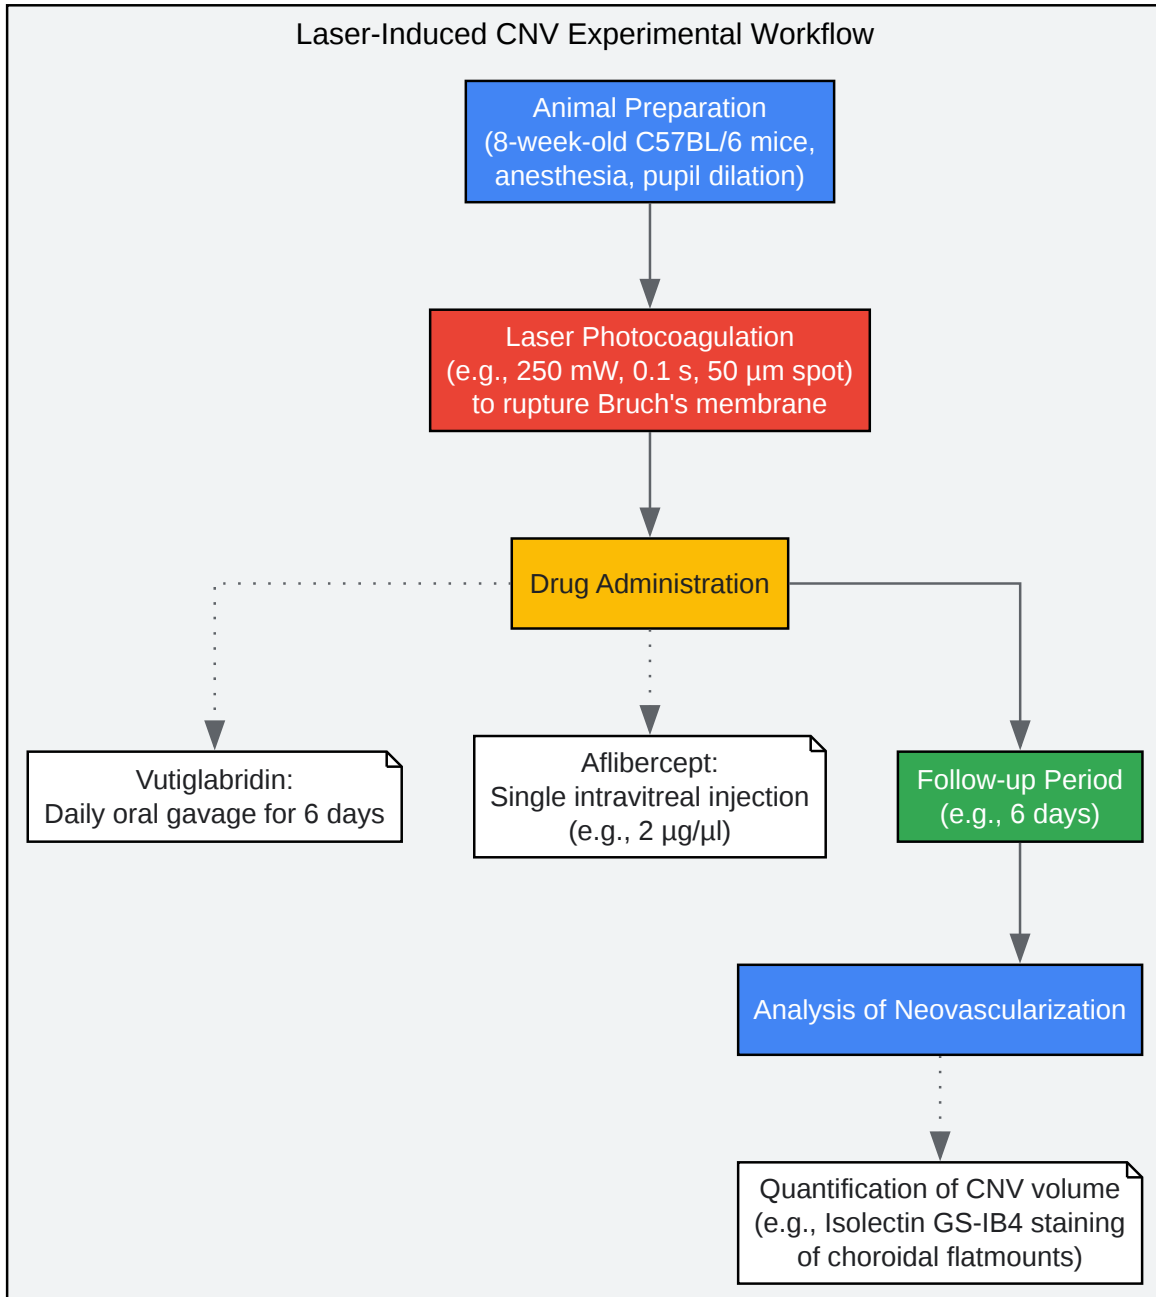 Laser-Induced CNV Experimental Workflow
Animal Preparation
(8-week-old C57BL/6 mice,
anesthesia, pupil dilation)
Laser Photocoagulation
(e.g., 250 mW, 0.1 s, 50 µm spot)
to rupture Bruch's membrane
Drug Administration
Vutiglabridin:
Daily oral gavage for 6 days
Aflibercept:
Single intravitreal injection
(e.g., 2 µg/µl)
Follow-up Period
(e.g., 6 days)
Analysis of Neovascularization
Quantification of CNV volume
(e.g., Isolectin GS-IB4 staining
of choroidal flatmounts)